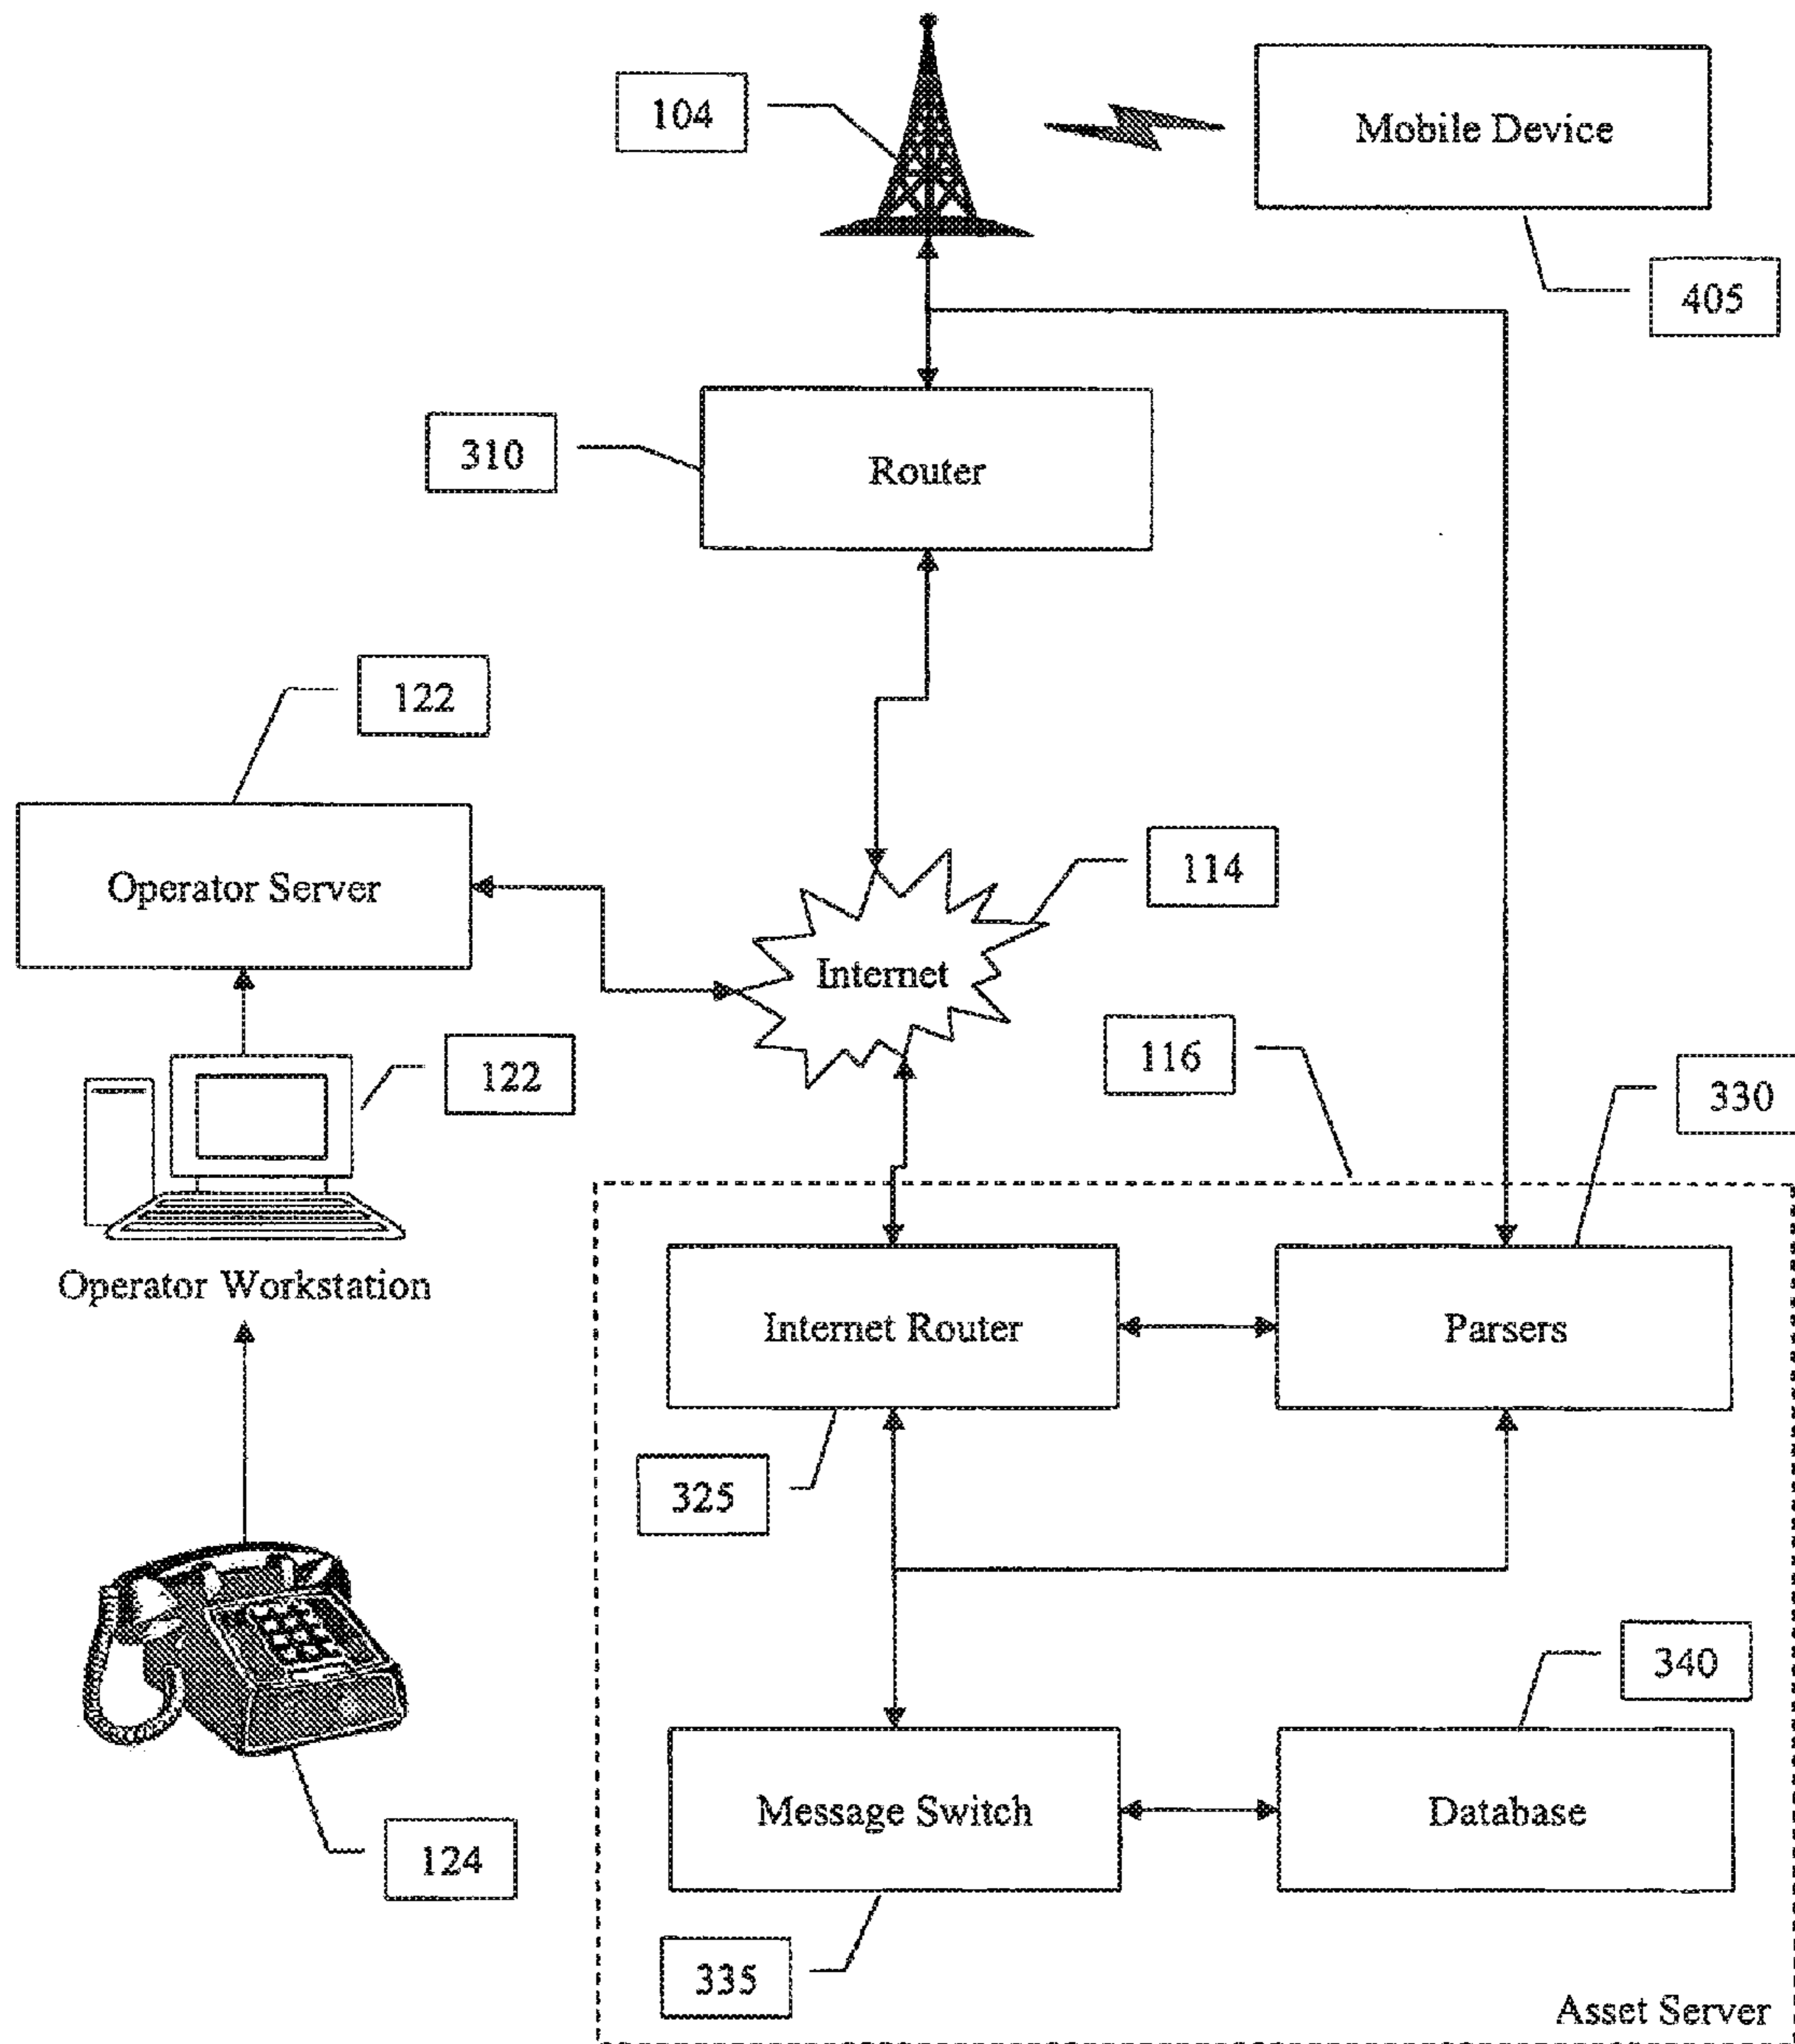 104
Mobile Device
405
310
Router
122
Operator Server
114
Internet
122
116
330
Operator Workstation
Internet Router
Parsers
325
340
Message Switch
Database
124
335
Asset Server